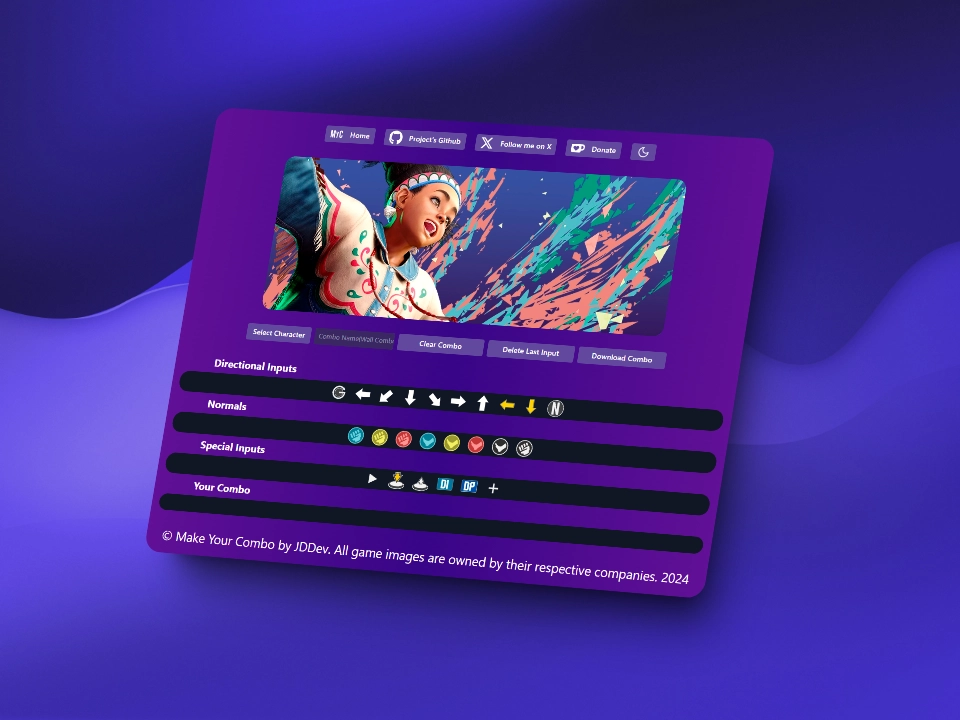 MYC Home Project's Github Follow me on X Donate
Select Character Combo Name(Wall Comb Clear Combo Delete Last Input Download Combo
Directional Inputs
N
Normals
Special Inputs
DI DP
Your Combo
© Make Your Combo by JDDev. All game images are owned by their respective companies. 2024